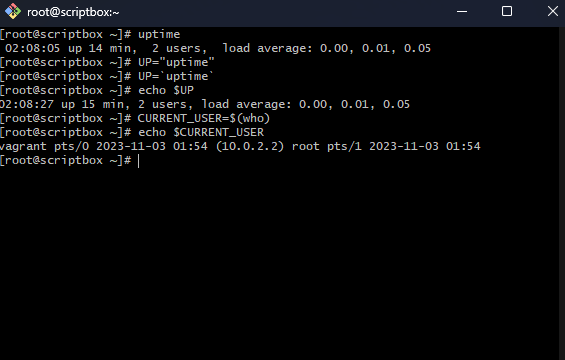 root@scriptbox:~
[root@scriptbox ~]# uptime
 02:08:05 up 14 min,  2 users,  load average: 0.00, 0.01, 0.05
[root@scriptbox ~]# UP="uptime"
[root@scriptbox ~]# UP=`uptime`
[root@scriptbox ~]# echo $UP
02:08:27 up 15 min, 2 users, load average: 0.00, 0.01, 0.05
[root@scriptbox ~]# CURRENT_USER=$(who)
[root@scriptbox ~]# echo $CURRENT_USER
vagrant pts/0 2023-11-03 01:54 (10.0.2.2) root pts/1 2023-11-03 01:54
[root@scriptbox ~]#